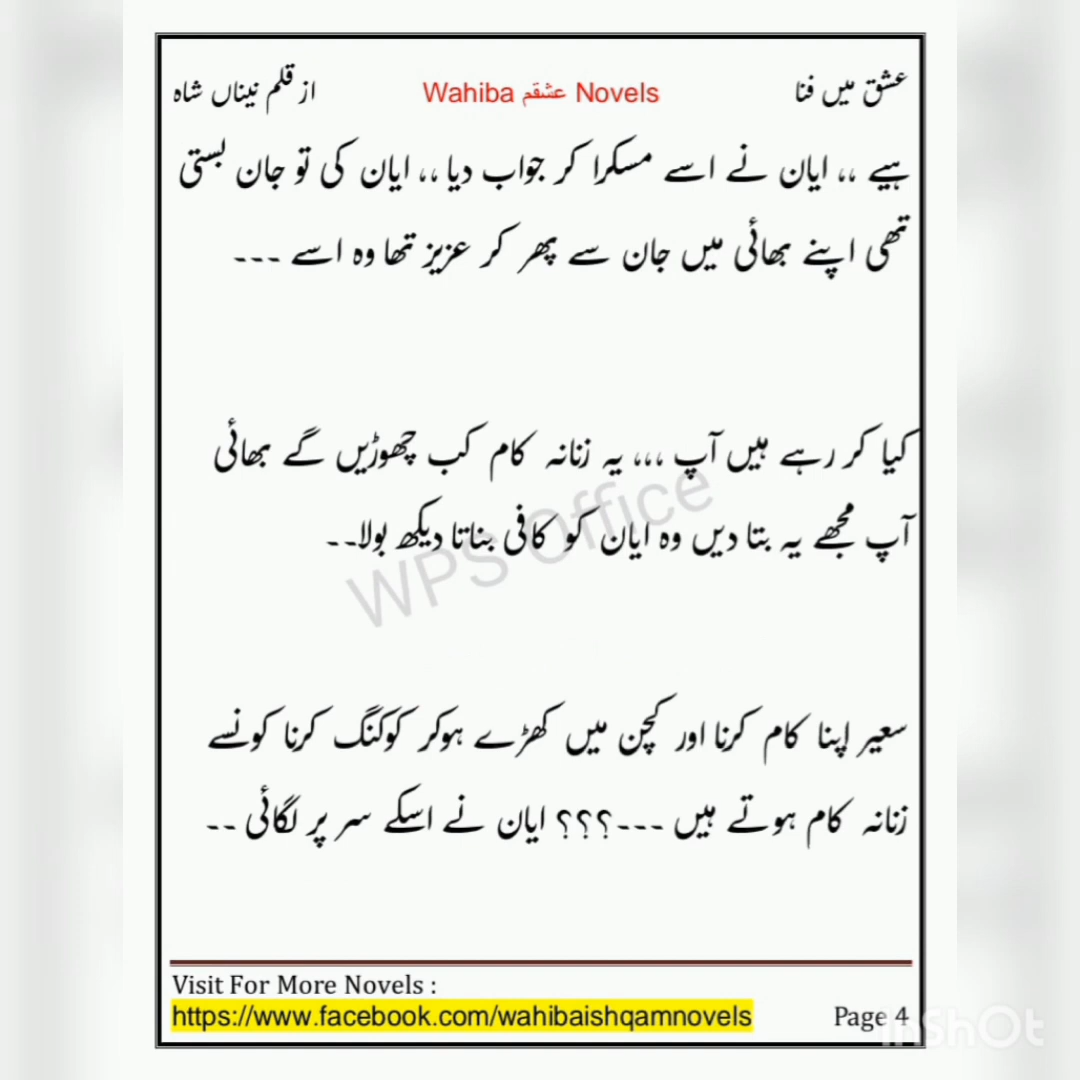 عشق میں فنا Wahiba عشقم Novels از قلم نیناں شاہ
ہیے ،، ایان نے اسے مسکرا کر جواب دیا ،، ایان کی تو جان بستی
تھی اپنے بھائی میں جان سے پھر کر عزیز تھا وہ اسے ---
کیا کر رہے ہیں آپ ،،، یہ زنانہ کام کب چھوڑیں گے بھائی
آپ مجھے یہ بتا دیں وہ ایان کو کافی بناتا دیکھ بولا--
WPS Office
سعیر اپنا کام کرنا اور کچن میں کھڑے ہوکر کوکنگ کرنا کونسے
زنانہ کام ہوتے ہیں ---؟؟؟ ایان نے اسکے سر پر لگائی --
Visit For More Novels :
https://www.facebook.com/wahibaishqamnovels Page 4
InShOt